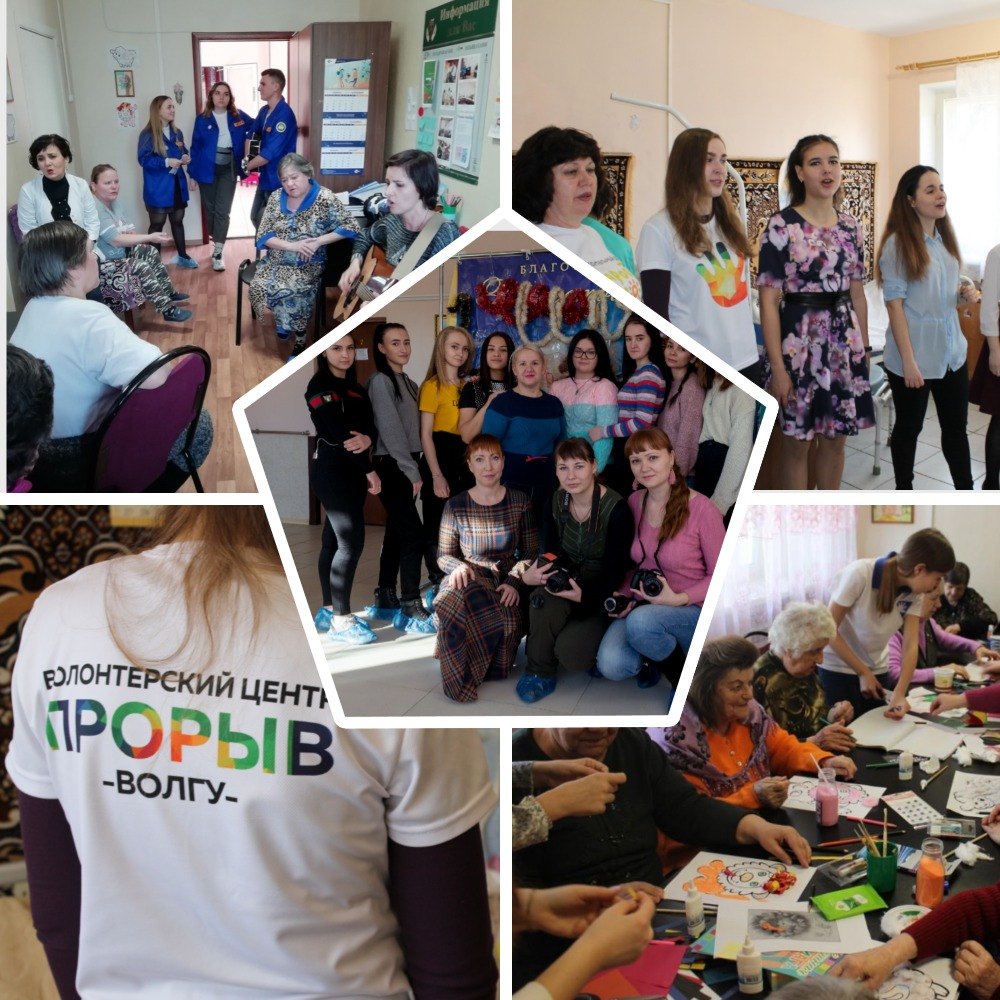 Информация
для Вас
БЛАГО
ВОЛОНТЕРСКИЙ ЦЕНТР
ПРОРЫВ
-ВОЛГУ-